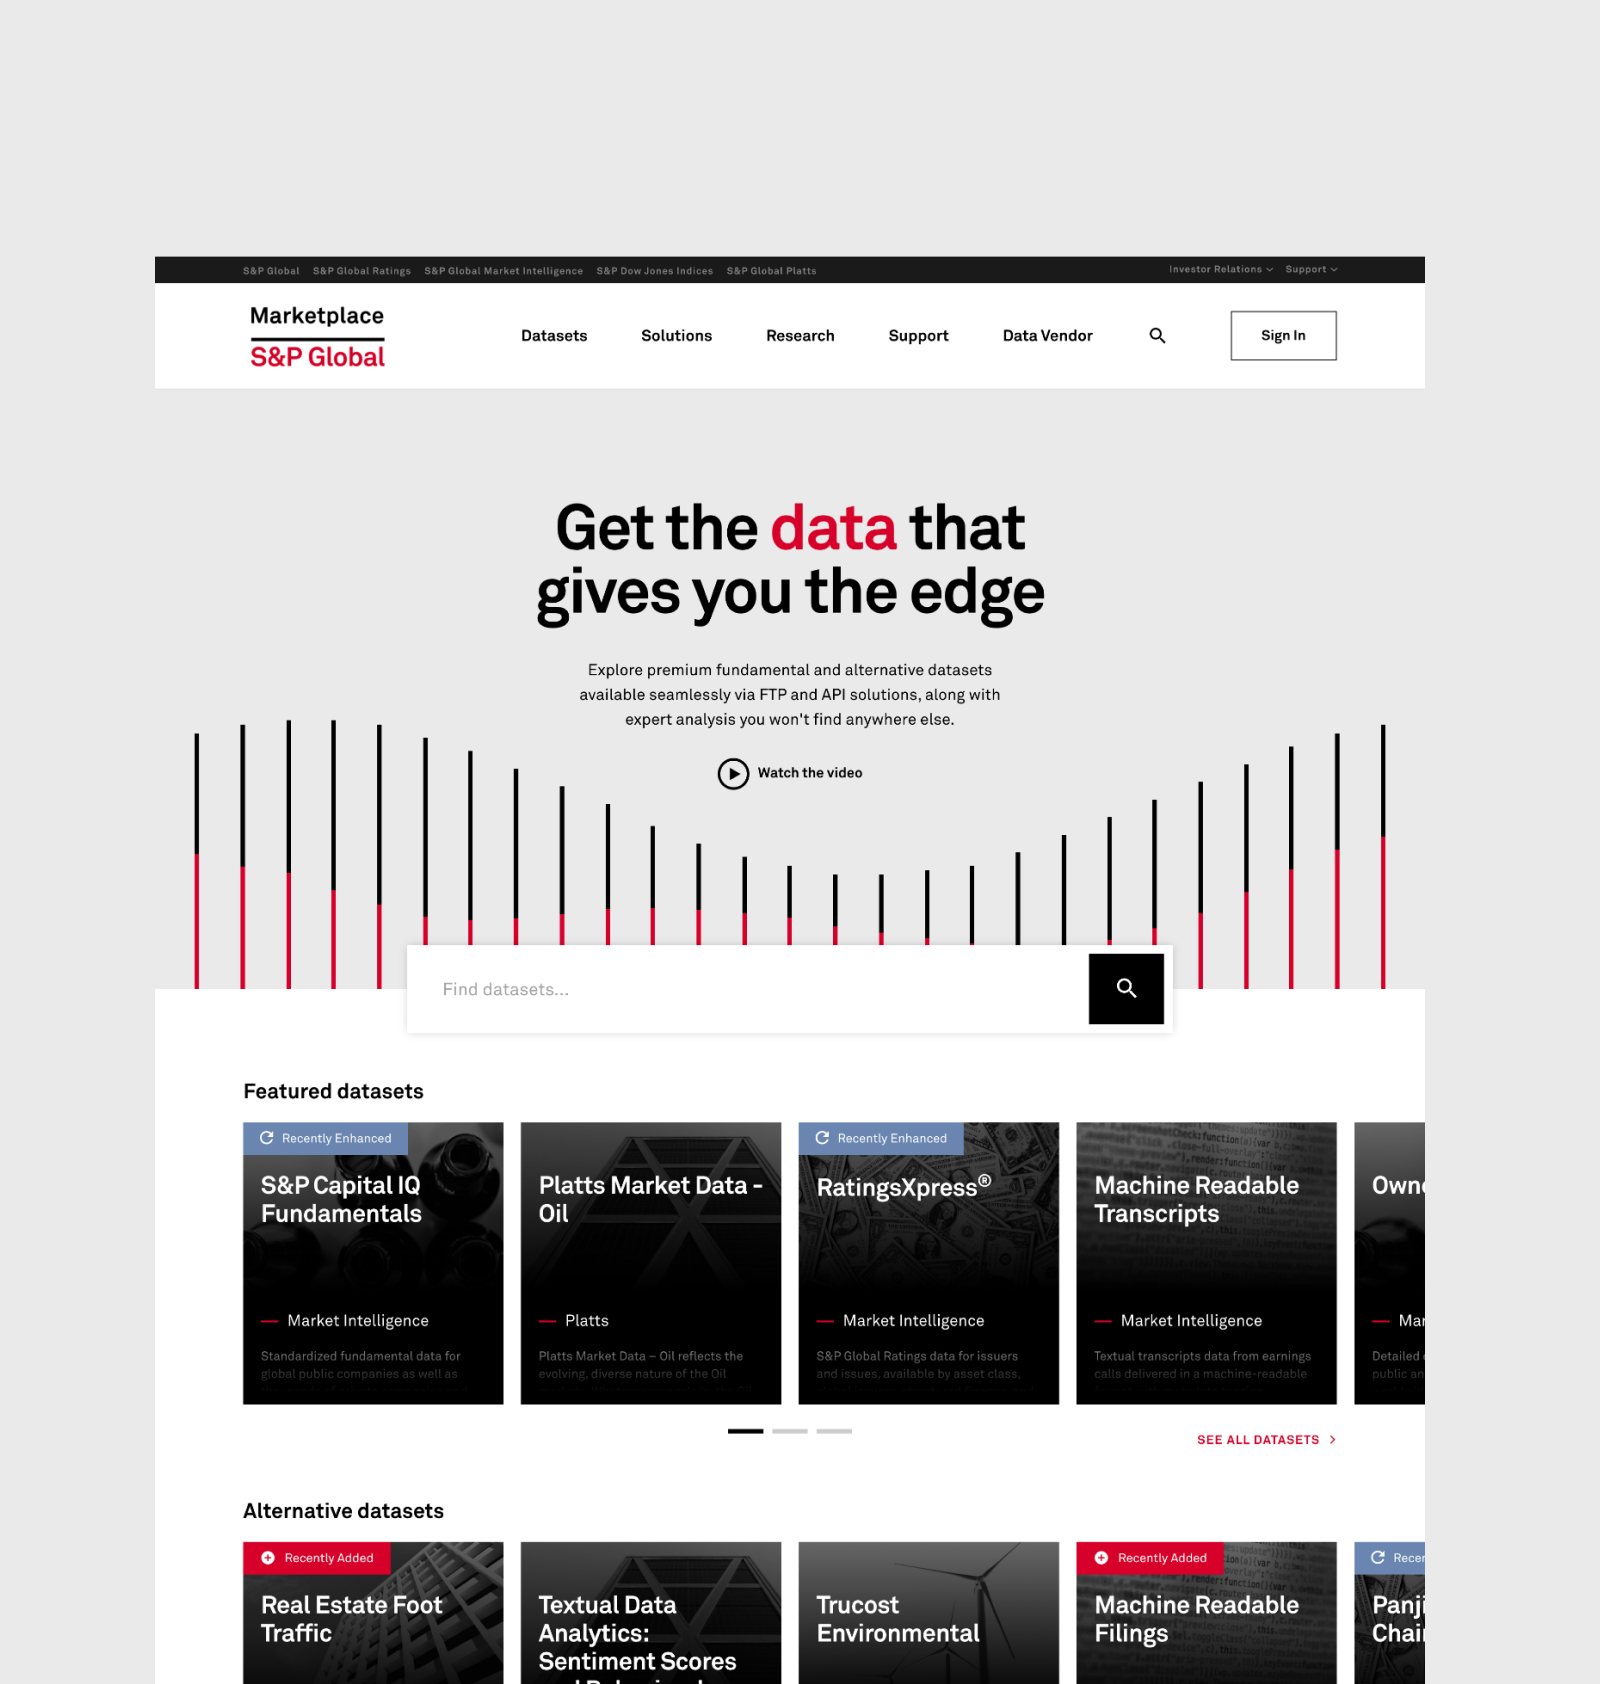 S&P Global S&P Global Ratings S&P Global Market Intelligence S&P Dow Jones Indices S&P Global Platts Investor Relations Support
Marketplace
S&P Global
Datasets Solutions Research Support Data Vendor Sign In
Get the data that
gives you the edge
Explore premium fundamental and alternative datasets
available seamlessly via FTP and API solutions, along with
expert analysis you won't find anywhere else.
Watch the video
Find datasets...
Featured datasets
Recently Enhanced
S&P Capital IQ
Fundamentals
Market Intelligence
Standardized fundamental data for
global public companies as well as
Platts Market Data -
Oil
Platts
Platts Market Data – Oil reflects the
evolving, diverse nature of the Oil
Recently Enhanced
RatingsXpress®
Market Intelligence
S&P Global Ratings data for issuers
and issues, available by asset class,
Machine Readable
Transcripts
Market Intelligence
Textual transcripts data from earnings
calls delivered in a machine-readable
Detailed
public
SEE ALL DATASETS
Alternative datasets
Recently Added
Real Estate Foot
Traffic
Textual Data
Analytics:
Sentiment Scores
Trucost
Environmental
Recently Added
Machine Readable
Filings